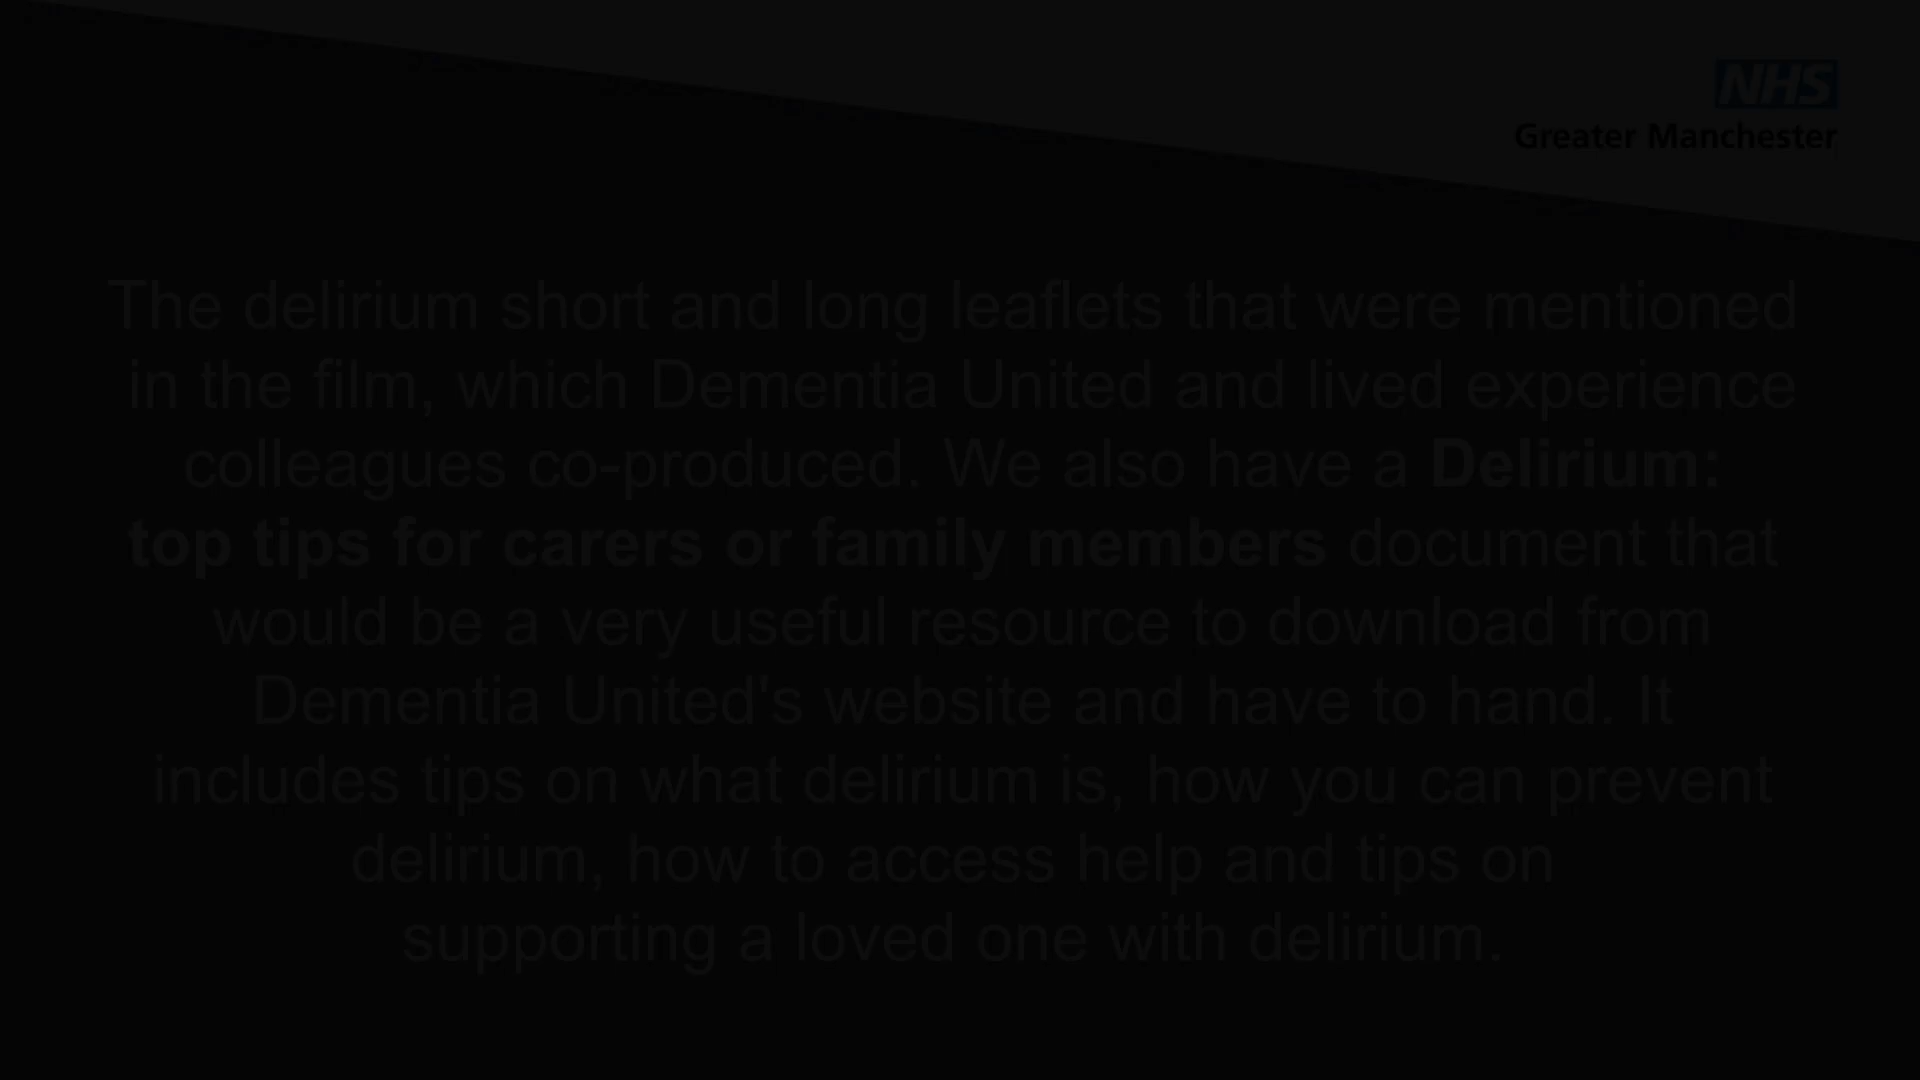 NHS
Greater Manchester
The delirium short and long leaflets that were mentioned
in the film, which Dementia United and lived experience
colleagues co-produced. We also have a Delirium:
top tips for carers or family members document that
would be a very useful resource to download from
Dementia United's website and have to hand. It
includes tips on what delirium is, how you can prevent
delirium, how to access help and tips on
supporting a loved one with delirium.